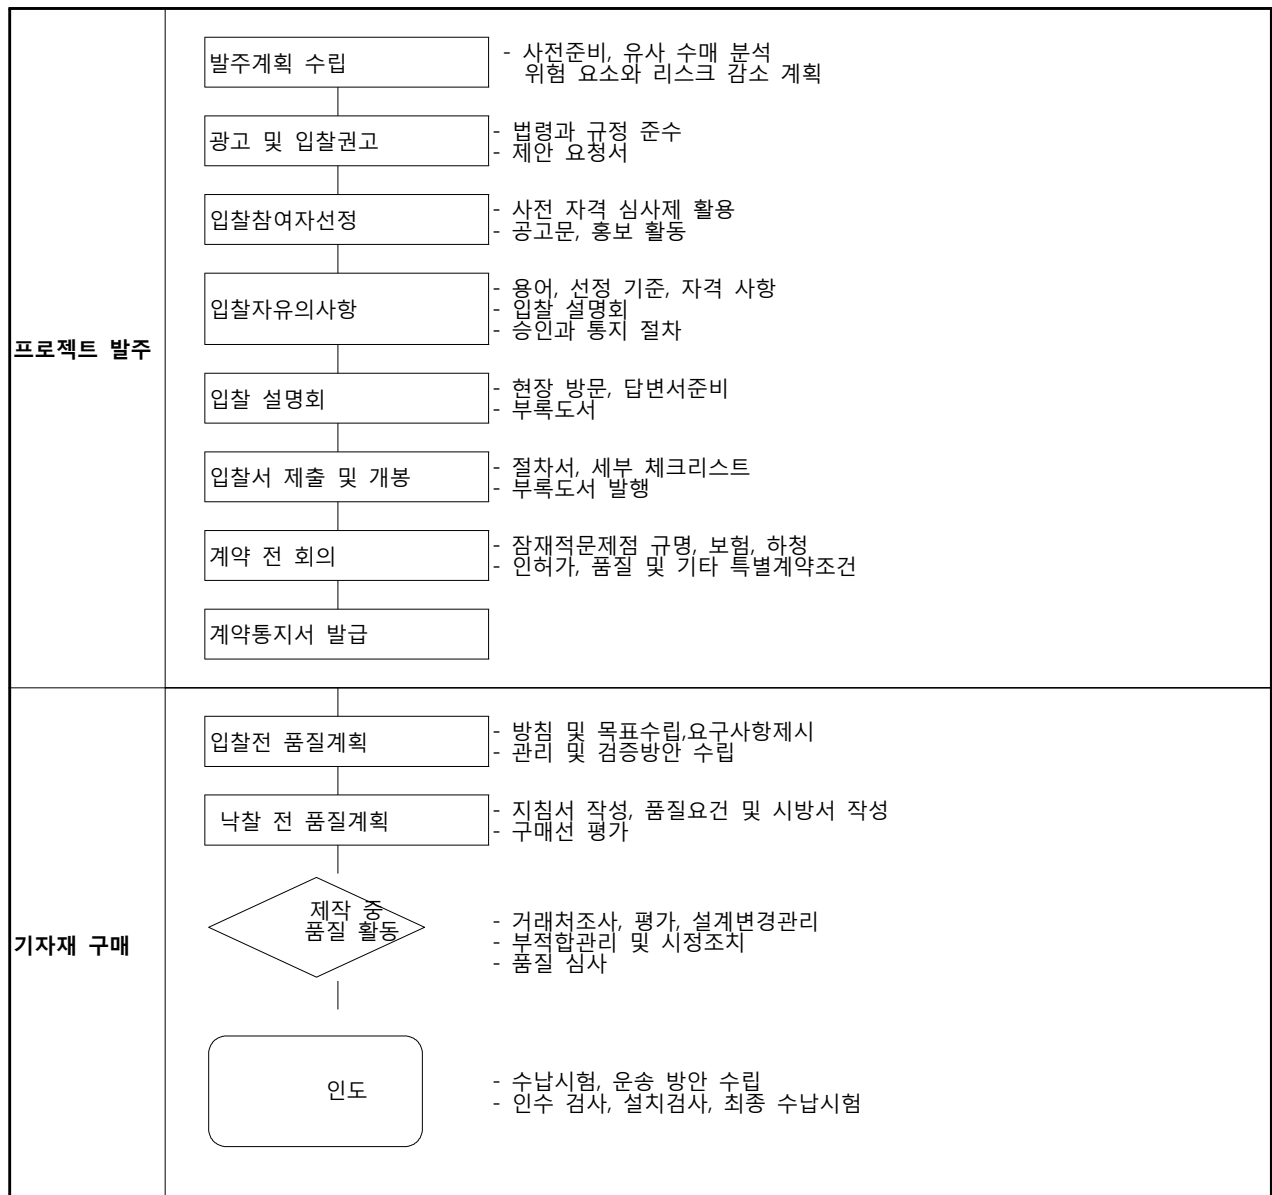 프로젝트 발주
발주계획 수립
- 사전준비, 유사 수매 분석
위험 요소와 리스크 감소 계획
광고 및 입찰권고
- 법령과 규정 준수
- 제안 요청서
입찰참여자선정
- 사전 자격 심사제 활용
- 공고문, 홍보 활동
입찰자유의사항
- 용어, 선정 기준, 자격 사항
- 입찰 설명회
- 승인과 통지 절차
입찰 설명회
- 현장 방문, 답변서준비
- 부록도서
입찰서 제출 및 개봉
- 절차서, 세부 체크리스트
- 부록도서 발행
계약 전 회의
- 잠재적문제점 규명, 보험, 하청
- 인허가, 품질 및 기타 특별계약조건
계약통지서 발급
기자재 구매
입찰전 품질계획
- 방침 및 목표수립,요구사항제시
- 관리 및 검증방안 수립
낙찰 전 품질계획
- 지침서 작성, 품질요건 및 시방서 작성
- 구매선 평가
제작 중
품질 활동
- 거래처조사, 평가, 설계변경관리
- 부적합관리 및 시정조치
- 품질 심사
인도
- 수납시험, 운송 방안 수립
- 인수 검사, 설치검사, 최종 수납시험